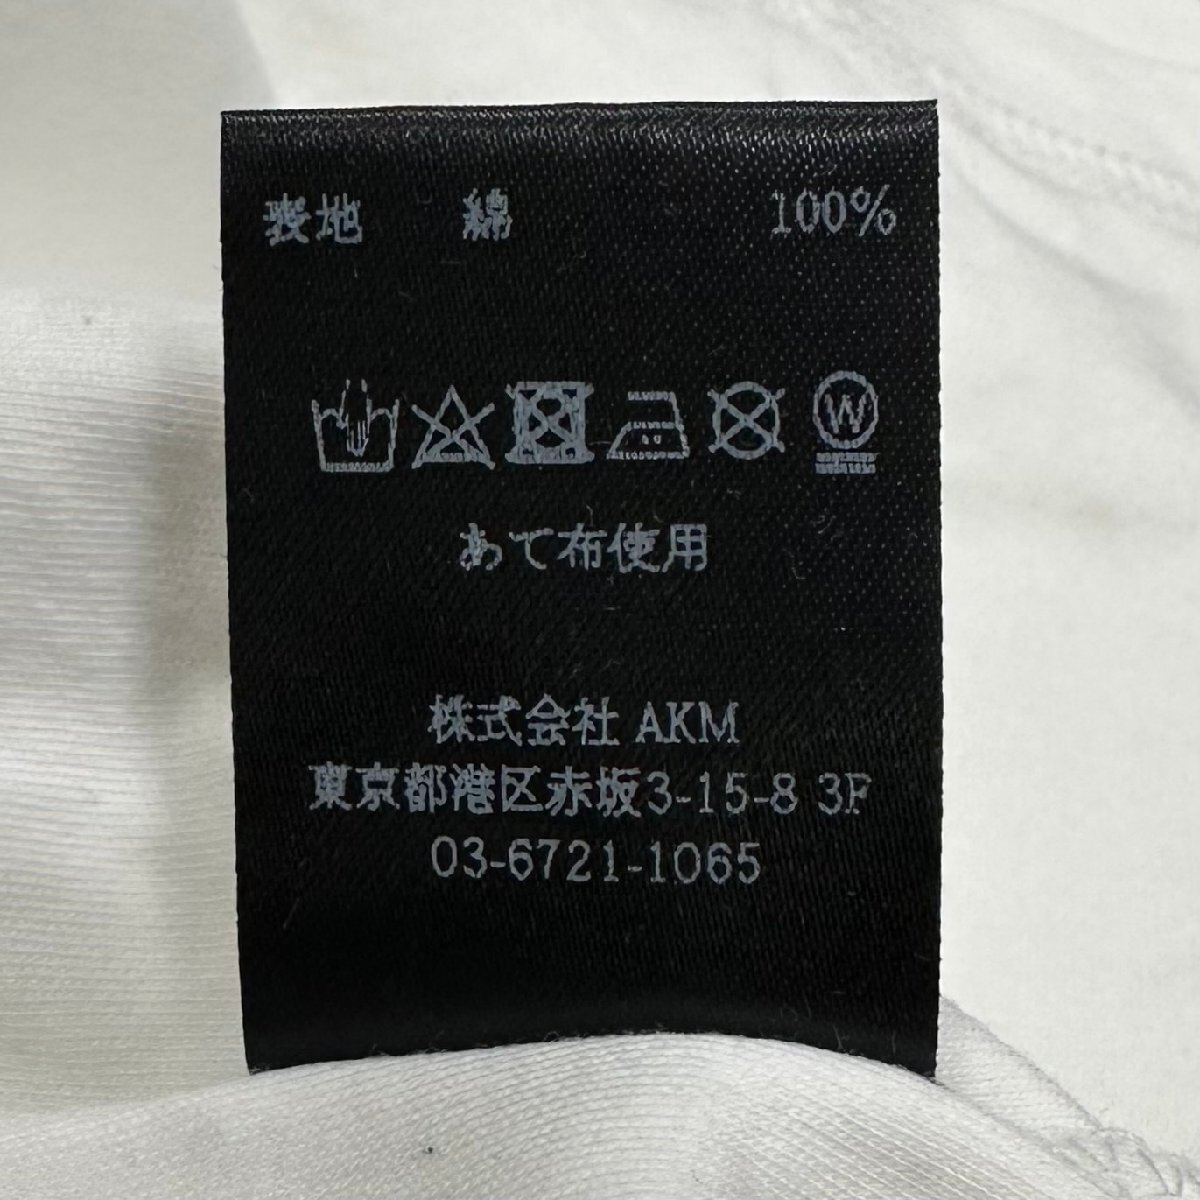 表地 綿 100%
W
あて布使用
株式会社 AKM
東京都港区赤坂3-15-8 3F
03-6721-1065